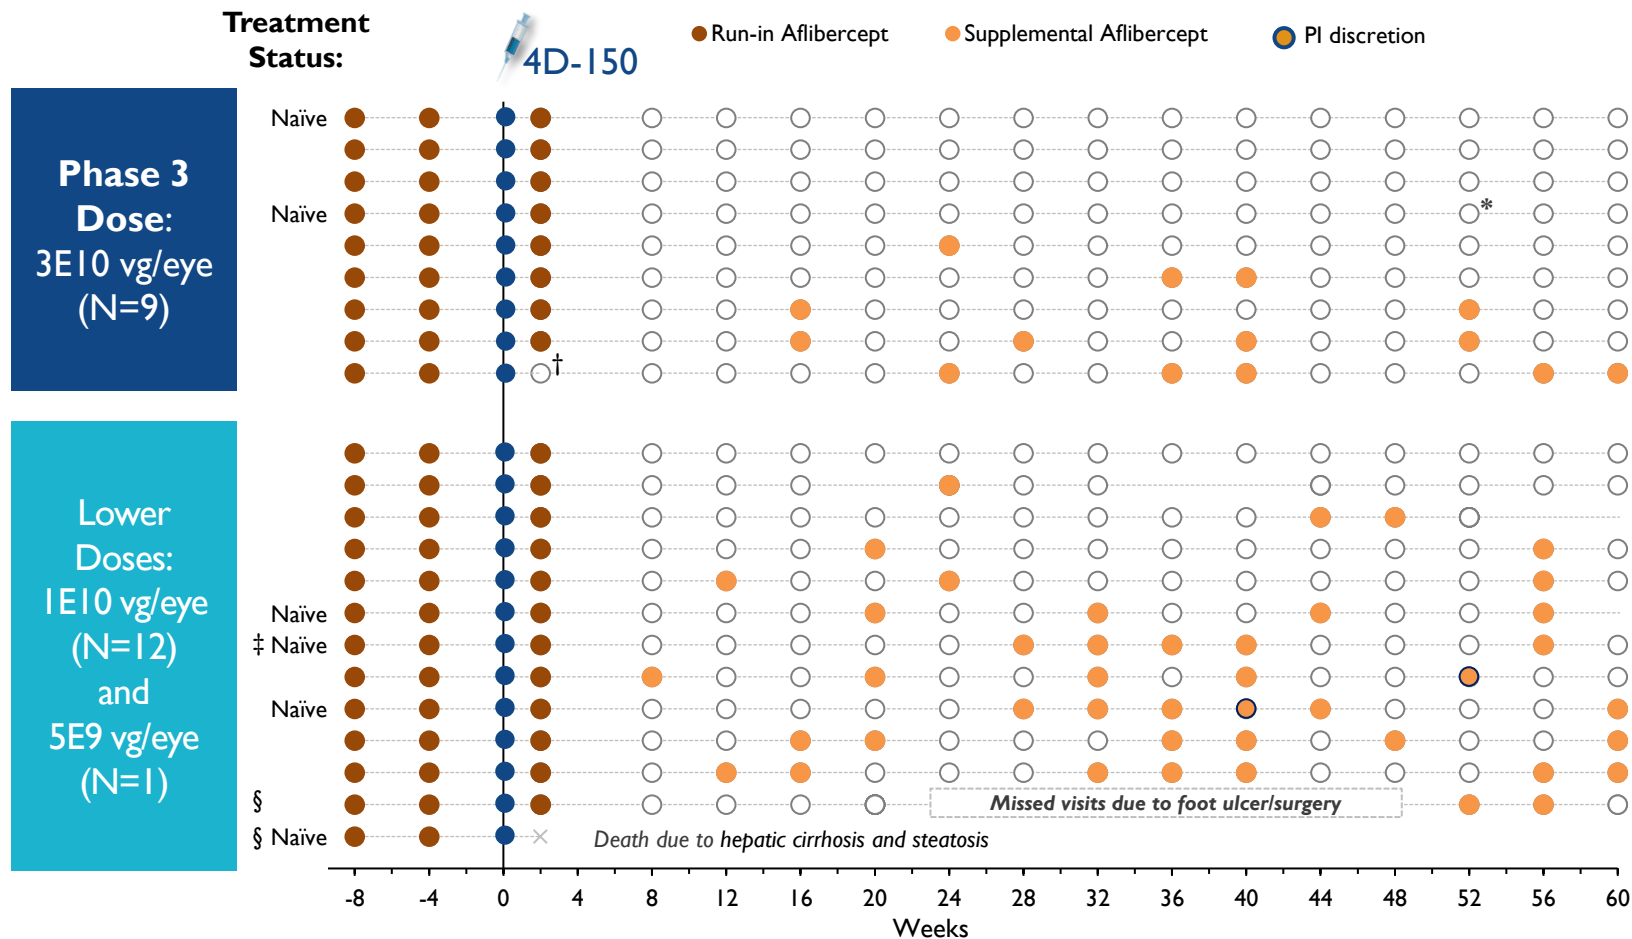 Treatment
Status:
4D-150
Run-in Aflibercept
Supplemental Aflibercept
PI discretion
Phase 3
Dose:
3E10 vg/eye
(N=9)
Naïve
Naïve
*
†
Lower
Doses:
1E10 vg/eye
(N=12)
and
5E9 vg/eye
(N=1)
Naïve
‡ Naïve
Naïve
§
Missed visits due to foot ulcer/surgery
§ Naïve
Death due to hepatic cirrhosis and steatosis
-8 -4 0 4 8 12 16 20 24 28 32 36 40 44 48 52 56 60
Weeks